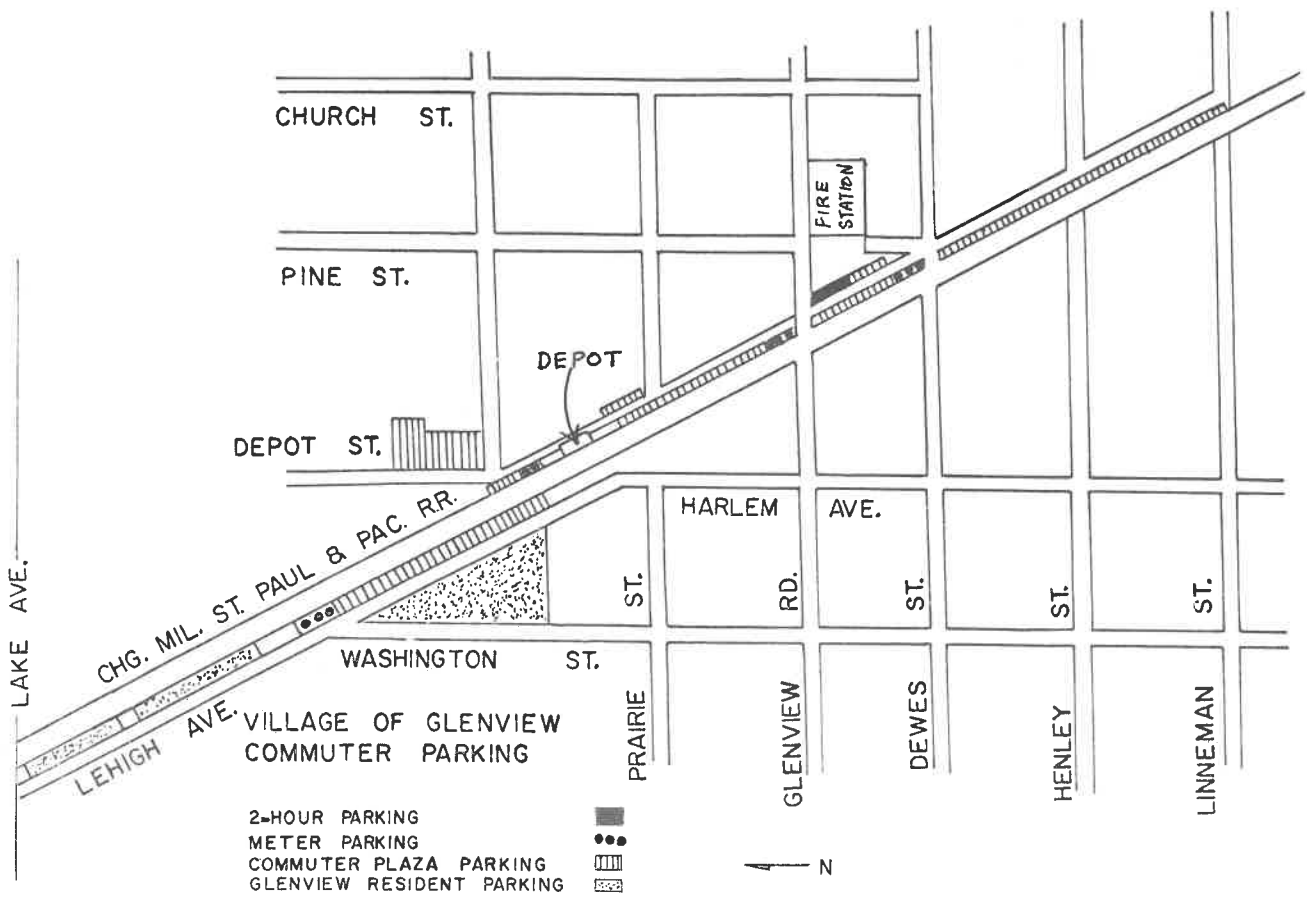 CHURCH ST.
FIRE
STATION
PINE ST.
DEPOT
DEPOT ST.
CHG. MIL. ST. PAUL & PAC. RR.
HARLEM AVE.
LAKE AVE.
WASHINGTON ST.
LEHIGH AVE.
PRAIRIE ST.
GLENVIEW RD.
DEWES ST.
HENLEY ST.
LINNEMAN ST.
VILLAGE OF GLENVIEW
COMMUTER PARKING
2-HOUR PARKING
METER PARKING
COMMUTER PLAZA PARKING
GLENVIEW RESIDENT PARKING
N